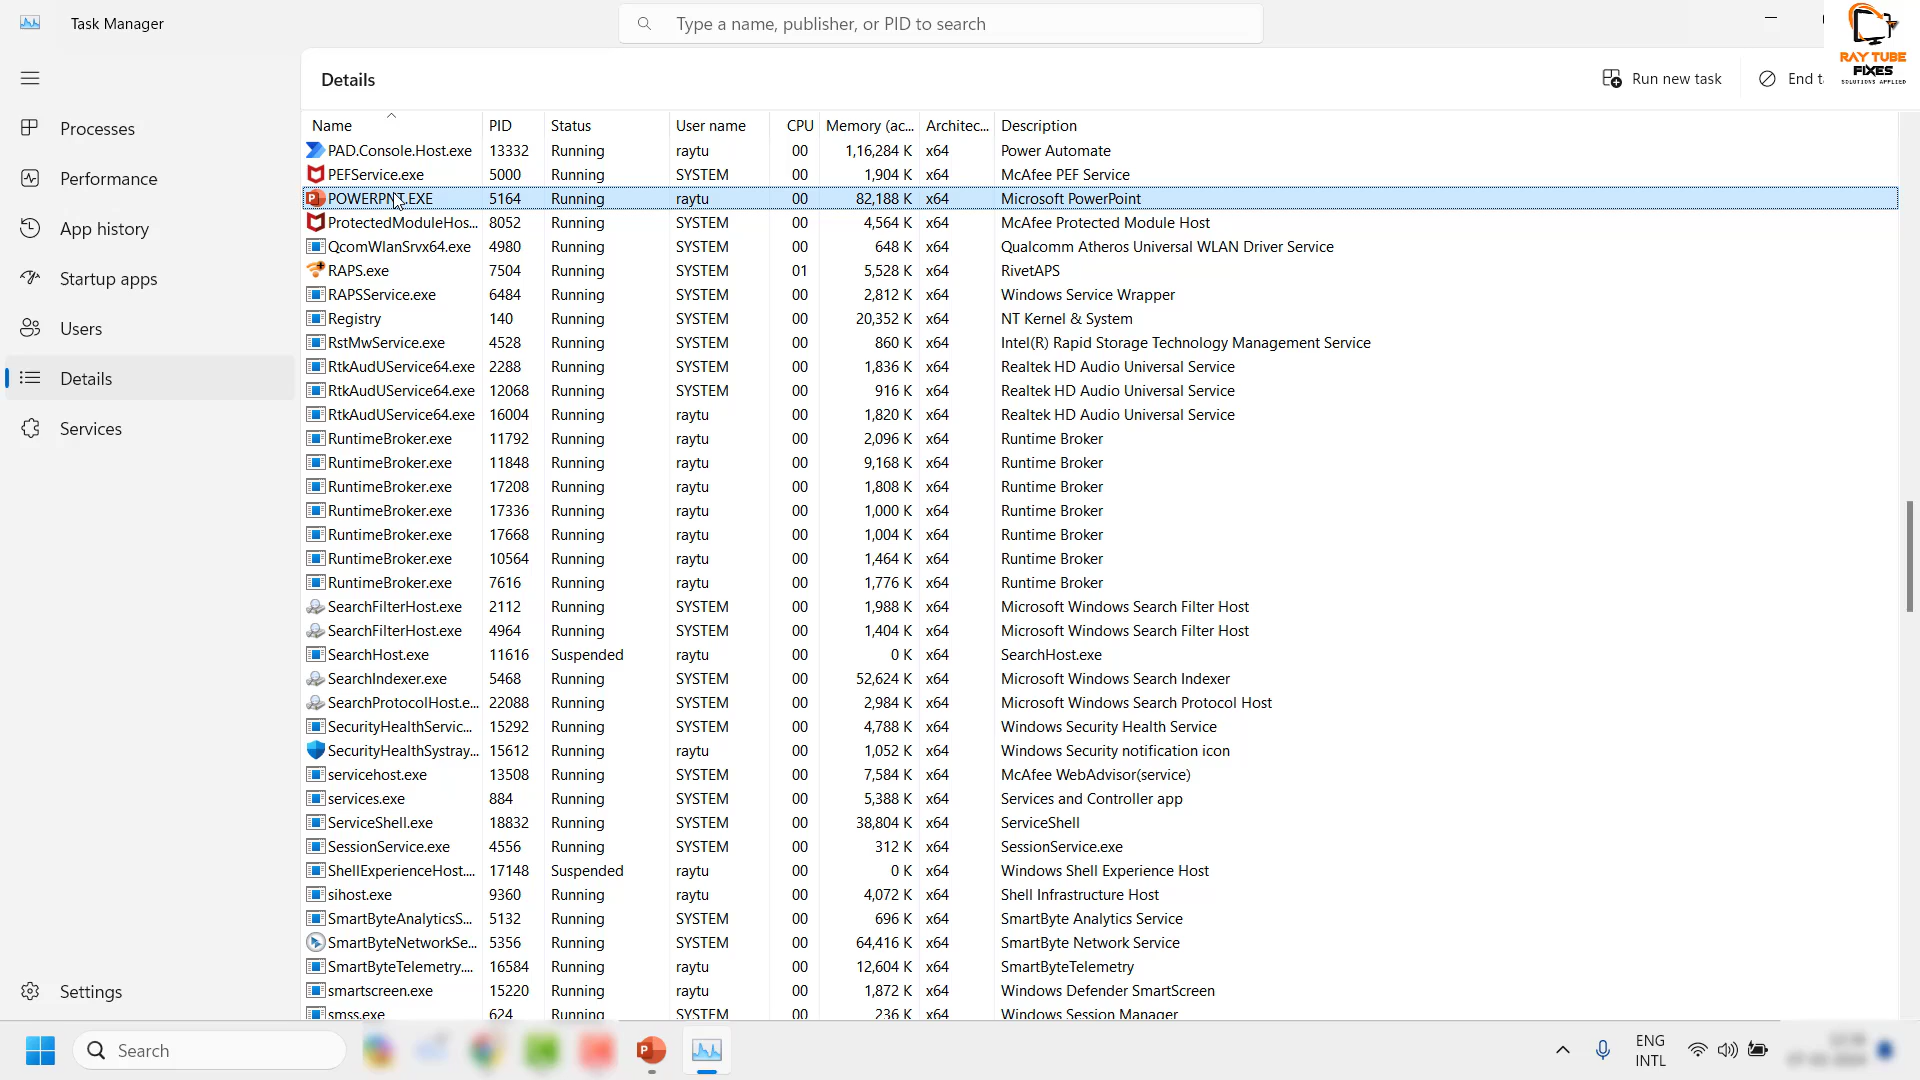 Task Manager
Type a name, publisher, or PID to search
RAY TUBE
FIXES
SOLUTIONS APPLIED
Details
Run new task
End t
Processes
Performance
App history
Startup apps
Users
Details
Services
Settings
Name PID Status User name CPU Memory (ac... Architec... Description
PAD.Console.Host.exe 13332 Running raytu 00 1,16,284 K x64 Power Automate
PEFService.exe 5000 Running SYSTEM 00 1,904 K x64 McAfee PEF Service
POWERPNT.EXE 5164 Running raytu 00 82,188 K x64 Microsoft PowerPoint
ProtectedModuleHos... 8052 Running SYSTEM 00 4,564 K x64 McAfee Protected Module Host
QcomWlanSrvx64.exe 4980 Running SYSTEM 00 648 K x64 Qualcomm Atheros Universal WLAN Driver Service
RAPS.exe 7504 Running SYSTEM 01 5,528 K x64 RivetAPS
RAPSService.exe 6484 Running SYSTEM 00 2,812 K x64 Windows Service Wrapper
Registry 140 Running SYSTEM 00 20,352 K x64 NT Kernel & System
RstMwService.exe 4528 Running SYSTEM 00 860 K x64 Intel(R) Rapid Storage Technology Management Service
RtkAudUService64.exe 2288 Running SYSTEM 00 1,836 K x64 Realtek HD Audio Universal Service
RtkAudUService64.exe 12068 Running SYSTEM 00 916 K x64 Realtek HD Audio Universal Service
RtkAudUService64.exe 16004 Running raytu 00 1,820 K x64 Realtek HD Audio Universal Service
RuntimeBroker.exe 11792 Running raytu 00 2,096 K x64 Runtime Broker
RuntimeBroker.exe 11848 Running raytu 00 9,168 K x64 Runtime Broker
RuntimeBroker.exe 17208 Running raytu 00 1,808 K x64 Runtime Broker
RuntimeBroker.exe 17336 Running raytu 00 1,000 K x64 Runtime Broker
RuntimeBroker.exe 17668 Running raytu 00 1,004 K x64 Runtime Broker
RuntimeBroker.exe 10564 Running raytu 00 1,464 K x64 Runtime Broker
RuntimeBroker.exe 7616 Running raytu 00 1,776 K x64 Runtime Broker
SearchFilterHost.exe 2112 Running SYSTEM 00 1,988 K x64 Microsoft Windows Search Filter Host
SearchFilterHost.exe 4964 Running SYSTEM 00 1,404 K x64 Microsoft Windows Search Filter Host
SearchHost.exe 11616 Suspended raytu 00 0 K x64 SearchHost.exe
SearchIndexer.exe 5468 Running SYSTEM 00 52,624 K x64 Microsoft Windows Search Indexer
SearchProtocolHost.e... 22088 Running SYSTEM 00 2,984 K x64 Microsoft Windows Search Protocol Host
SecurityHealthServic... 15292 Running SYSTEM 00 4,788 K x64 Windows Security Health Service
SecurityHealthSystray... 15612 Running raytu 00 1,052 K x64 Windows Security notification icon
servicehost.exe 13508 Running SYSTEM 00 7,584 K x64 McAfee WebAdvisor(service)
services.exe 884 Running SYSTEM 00 5,388 K x64 Services and Controller app
ServiceShell.exe 18832 Running SYSTEM 00 38,804 K x64 ServiceShell
SessionService.exe 4556 Running SYSTEM 00 312 K x64 SessionService.exe
ShellExperienceHost.... 17148 Suspended raytu 00 0 K x64 Windows Shell Experience Host
sihost.exe 9360 Running raytu 00 4,072 K x64 Shell Infrastructure Host
SmartByteAnalyticsS... 5132 Running SYSTEM 00 696 K x64 SmartByte Analytics Service
SmartByteNetworkSe... 5356 Running SYSTEM 00 64,416 K x64 SmartByte Network Service
SmartByteTelemetry.... 16584 Running raytu 00 12,604 K x64 SmartByteTelemetry
smartscreen.exe 15220 Running raytu 00 1,872 K x64 Windows Defender SmartScreen
smss.exe 624 Running SYSTEM 00 236 K x64 Windows Session Manager
Search
ENG
INTL